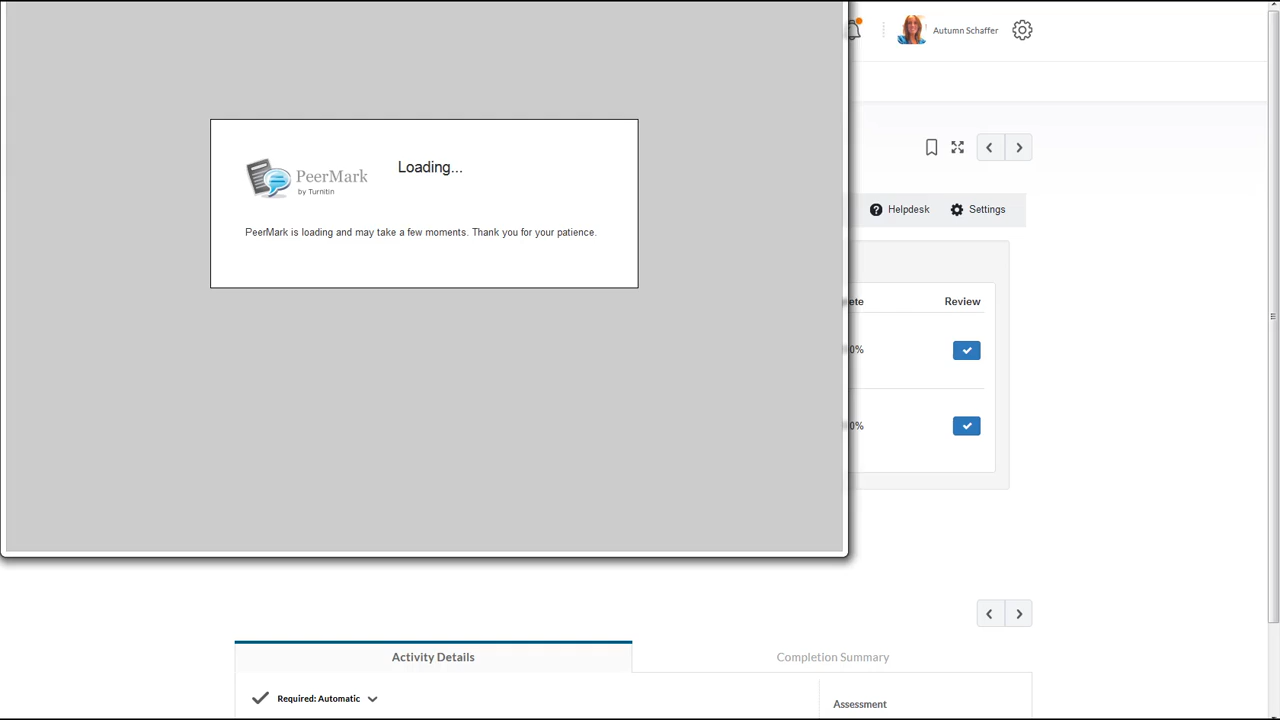 Autumn Schaffer
PeerMark
by Turnitin
Loading...
PeerMark is loading and may take a few moments. Thank you for your patience.
Helpdesk
Settings
ete
Review
0%
0%
Activity Details
Completion Summary
Required: Automatic
Assessment